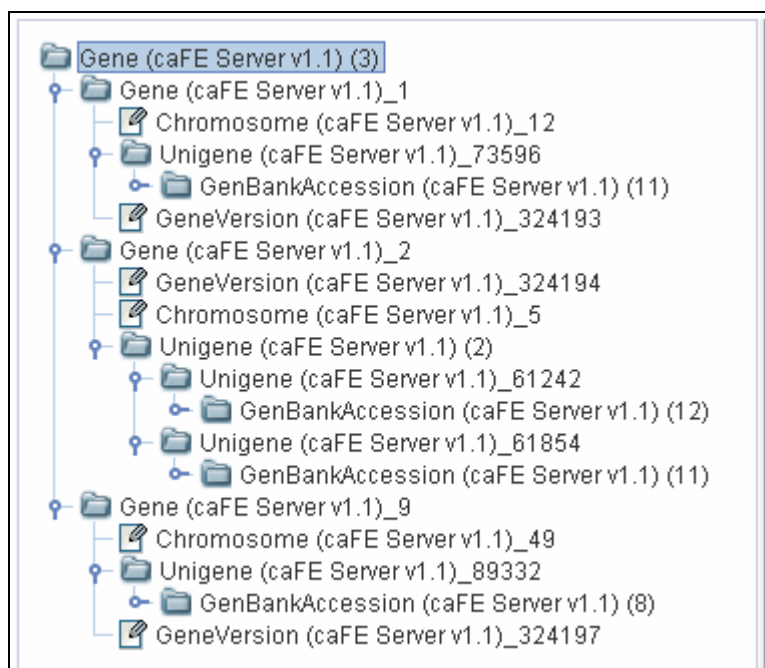 Gene (caFE Server v1.1) (3)
Gene (caFE Server v1.1)_1
Chromosome (caFE Server v1.1)_12
Unigene (caFE Server v1.1)_73596
GenBankAccession (caFE Server v1.1) (11)
GeneVersion (caFE Server v1.1)_324193
Gene (caFE Server v1.1)_2
GeneVersion (caFE Server v1.1)_324194
Chromosome (caFE Server v1.1)_5
Unigene (caFE Server v1.1) (2)
Unigene (caFE Server v1.1)_61242
GenBankAccession (caFE Server v1.1) (12)
Unigene (caFE Server v1.1)_61854
GenBankAccession (caFE Server v1.1) (11)
Gene (caFE Server v1.1)_9
Chromosome (caFE Server v1.1)_49
Unigene (caFE Server v1.1)_89332
GenBankAccession (caFE Server v1.1) (8)
GeneVersion (caFE Server v1.1)_324197